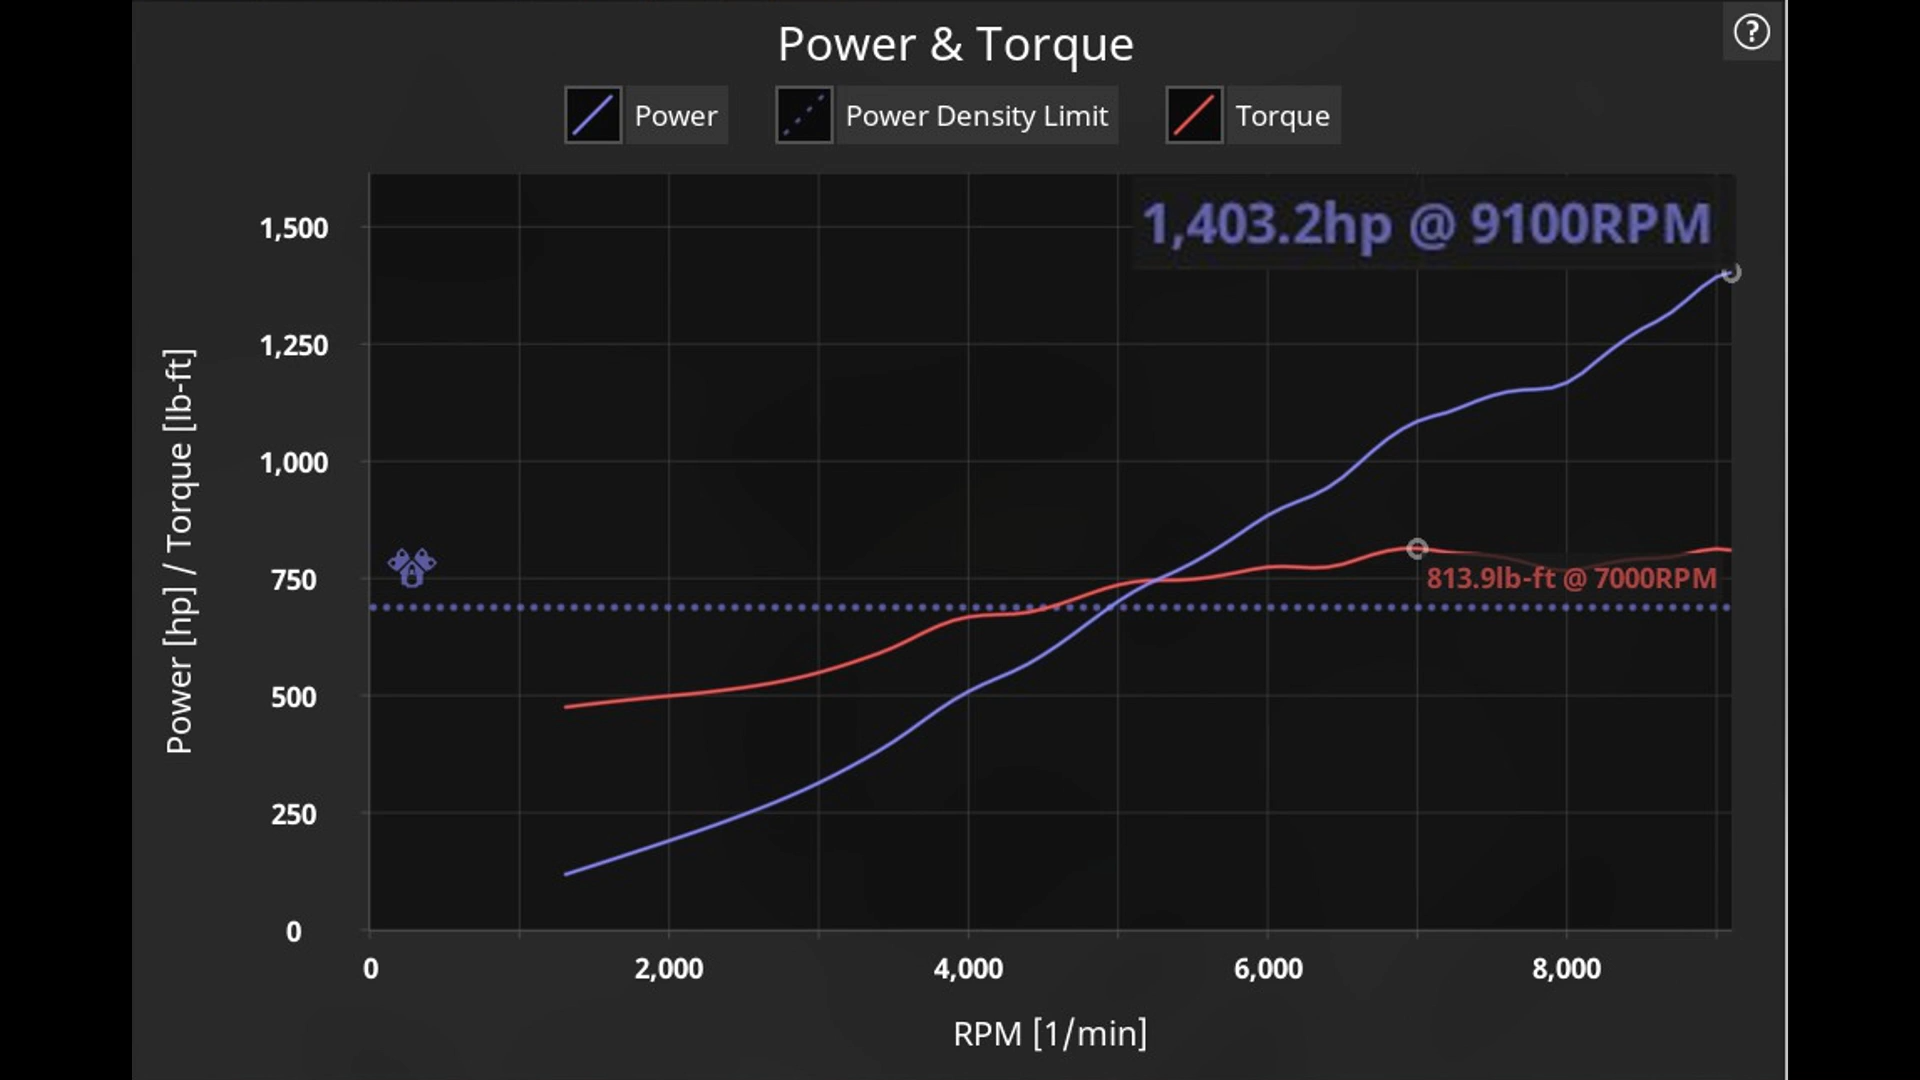 Power & Torque
?
Power
Power Density Limit
Torque
1,403.2hp @ 9100RPM
1,500
1,250
1,000
750
500
250
0
Power [hp] / Torque [lb-ft]
813.9lb-ft @ 7000RPM
0
2,000
4,000
6,000
8,000
RPM [1/min]